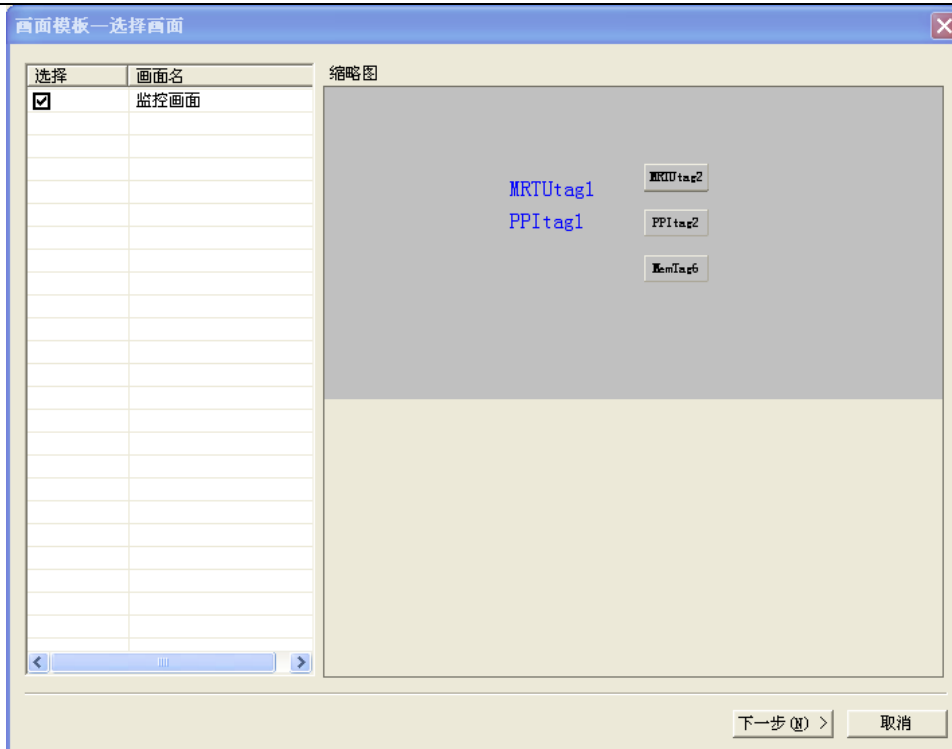 画面模板—选择画面
选择 画面名
监控画面
缩略图
MRTUtag1
PPItag1
MRTUtag2
PPItag2
MemTag6
下一步(N) >
取消